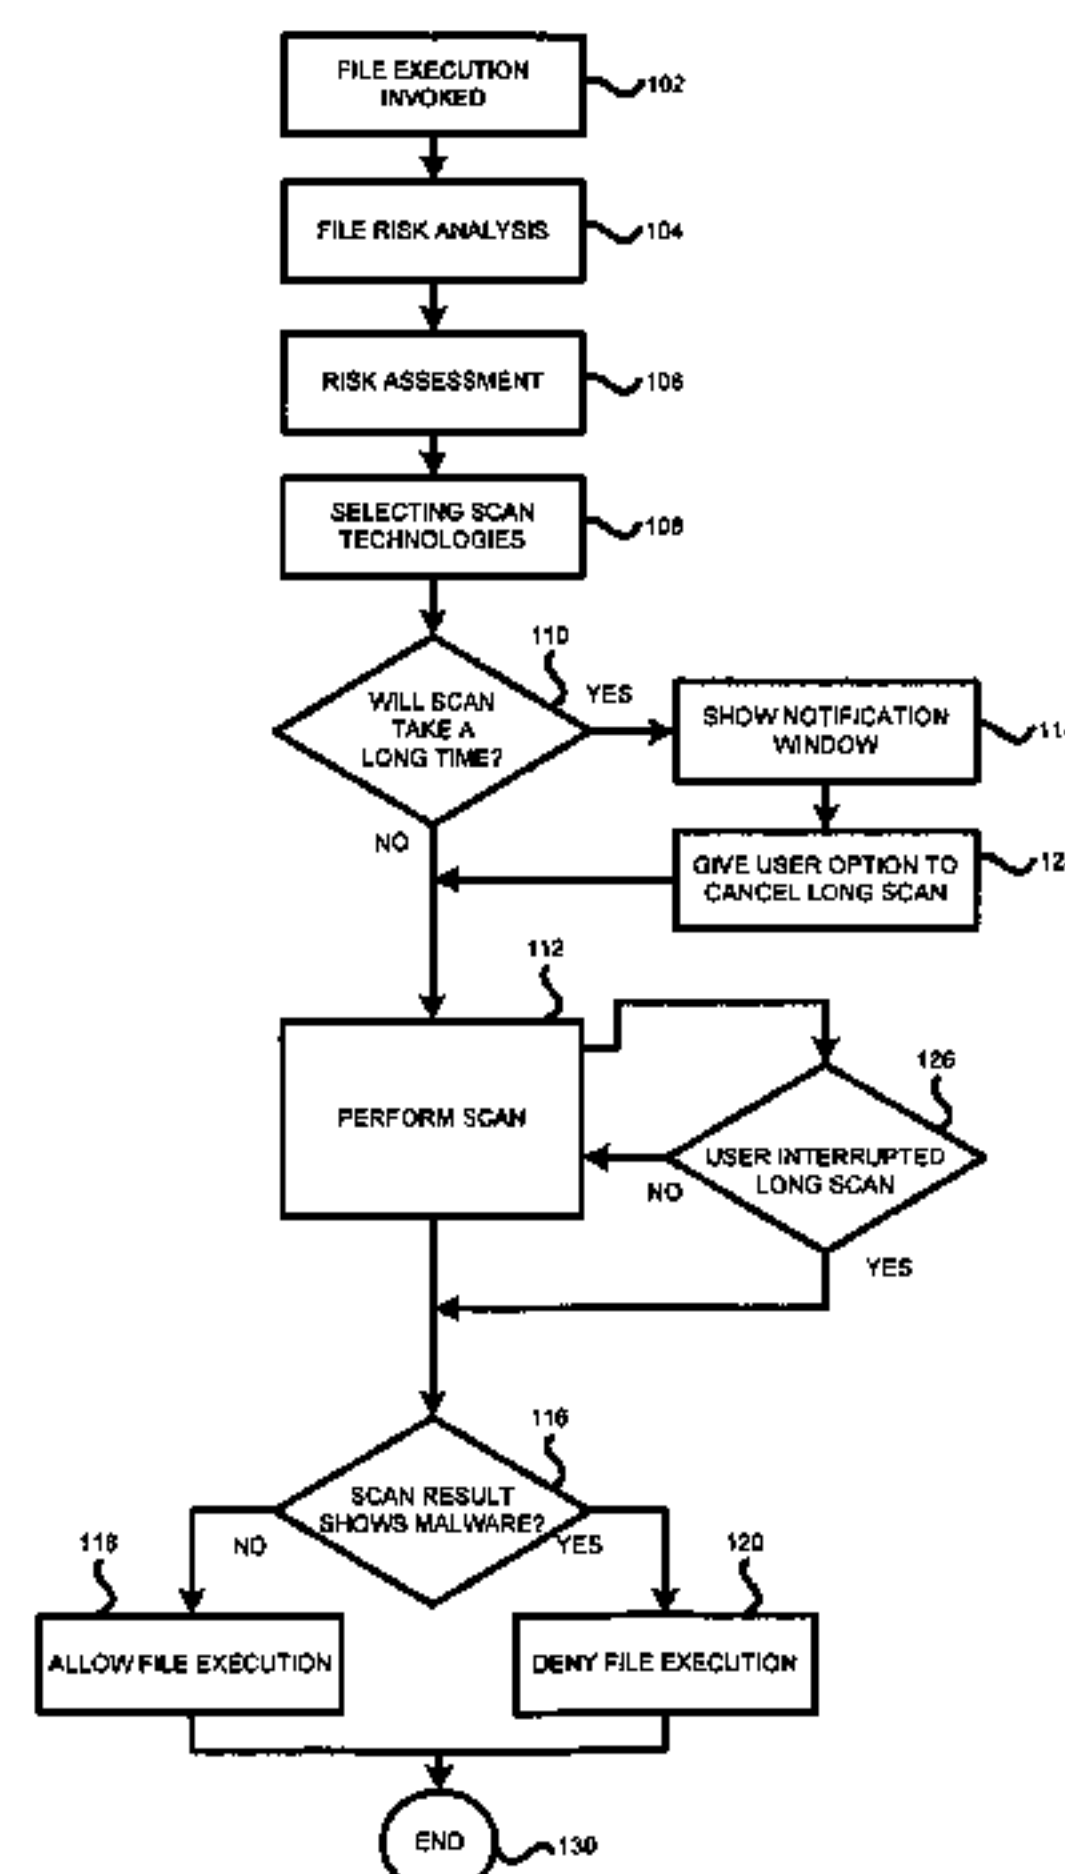 FILE EXECUTION
INVOKED
102
FILE RISK ANALYSIS
104
RISK ASSESSMENT
106
SELECTING SCAN
TECHNOLOGIES
108
110
WILL SCAN
TAKE A
LONG TIME?
YES
NO
SHOW NOTIFICATION
WINDOW
GIVE USER OPTION TO
CANCEL LONG SCAN
112
PERFORM SCAN
126
USER INTERRUPTED
LONG SCAN
NO
YES
116
SCAN RESULT
SHOWS MALWARE?
NO
YES
118
120
ALLOW FILE EXECUTION
DENY FILE EXECUTION
END
130